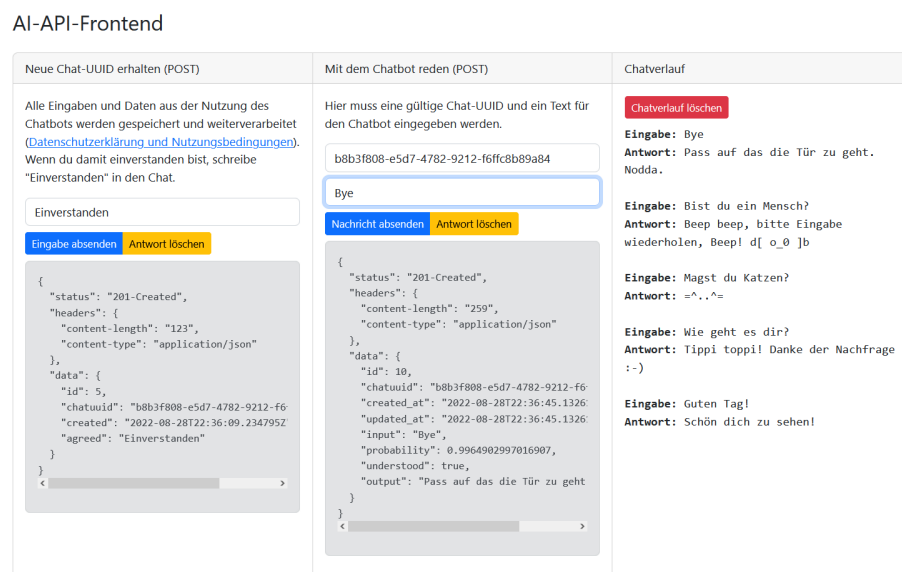 AI-API-Frontend
Neue Chat-UUID erhalten (POST)
Alle Eingaben und Daten aus der Nutzung des
Chatbots werden gespeichert und weiterverarbeitet
(Datenschutzerklärung und Nutzungsbedingungen).
Wenn du damit einverstanden bist, schreibe
"Einverstanden" in den Chat.
Einverstanden
Eingabe absenden Antwort löschen
{
  "status": "201-Created",
  "headers": {
    "content-length": "123",
    "content-type": "application/json"
  },
  "data": {
    "id": 5,
    "chatuuid": "b8b3f808-e5d7-4782-9212-f6
    "created": "2022-08-28T22:36:09.234795Z
    "agreed": "Einverstanden"
  }
}
Mit dem Chatbot reden (POST)
Hier muss eine gültige Chat-UUID und ein Text für
den Chatbot eingegeben werden.
b8b3f808-e5d7-4782-9212-f6ffc8b89a84
Bye
Nachricht absenden Antwort löschen
{
  "status": "201-Created",
  "headers": {
    "content-length": "259",
    "content-type": "application/json"
  },
  "data": {
    "id": 10,
    "chatuuid": "b8b3f808-e5d7-4782-9212-f6
    "created_at": "2022-08-28T22:36:45.1326
    "updated_at": "2022-08-28T22:36:45.1326
    "input": "Bye",
    "probability": 0.9964902997016907,
    "understood": true,
    "output": "Pass auf das die Tür zu geht
  }
}
Chatverlauf
Chatverlauf löschen
Eingabe: Bye
Antwort: Pass auf das die Tür zu geht.
Nodda.
Eingabe: Bist du ein Mensch?
Antwort: Beep beep, bitte Eingabe
wiederholen, Beep! d[ o_0 ]b
Eingabe: Magst du Katzen?
Antwort: =^..^=
Eingabe: Wie geht es dir?
Antwort: Tippi toppi! Danke der Nachfrage
:-)
Eingabe: Guten Tag!
Antwort: Schön dich zu sehen!